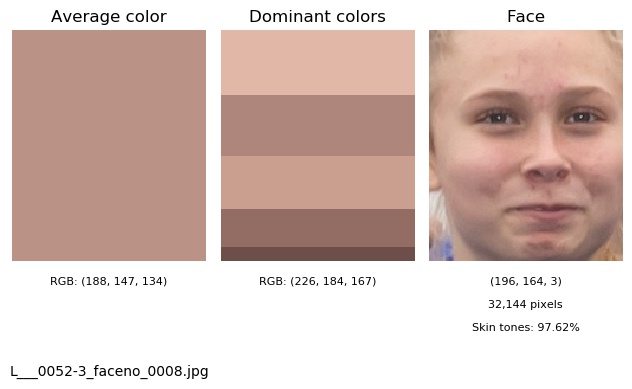 Average color
Dominant colors
Face
RGB: (188, 147, 134)
RGB: (226, 184, 167)
(196, 164, 3)
32,144 pixels
Skin tones: 97.62%
L___0052-3_faceno_0008.jpg